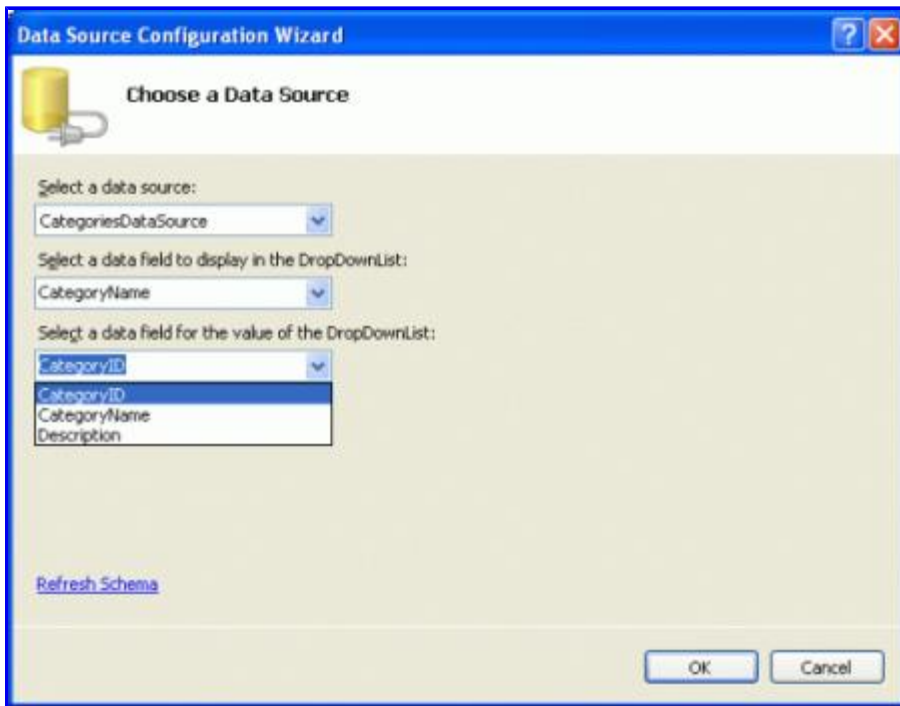 Data Source Configuration Wizard
Choose a Data Source
Select a data source:
CategoriesDataSource
Select a data field to display in the DropDownList:
CategoryName
Select a data field for the value of the DropDownList:
CategoryID
CategoryID
CategoryName
Description
Refresh Schema
OK
Cancel